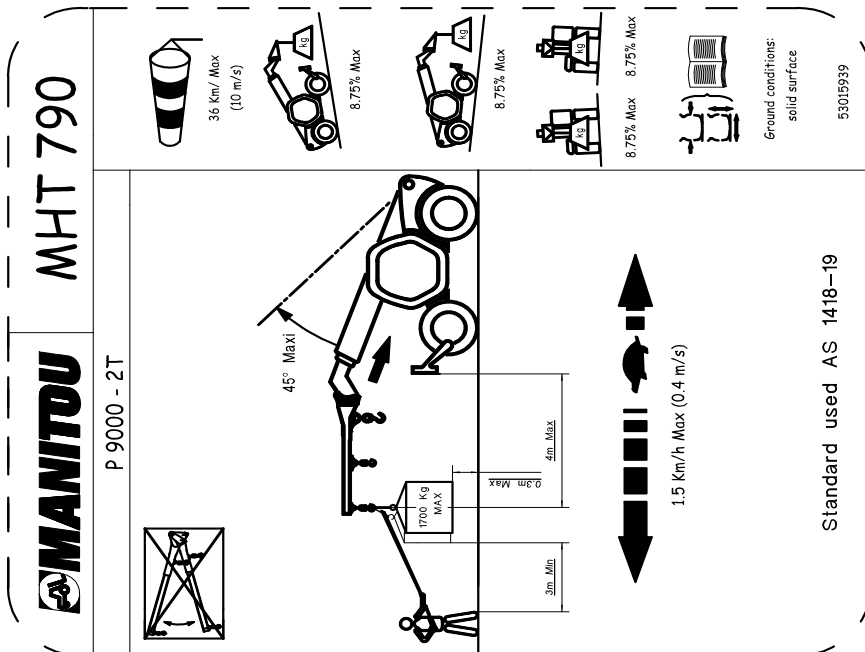 MANITOU
MHT 790
P 9000 - 2T
36 Km/ Max
(10 m/s)
kg
8.75% Max
kg
8.75% Max
kg
8.75% Max
kg
8.75% Max
Ground conditions:
solid surface
53015939
45° Maxi
1700 Kg
MAX
0.3m Max
4m Max
3m Min
1.5 Km/h Max (0.4 m/s)
Standard used AS 1418-19